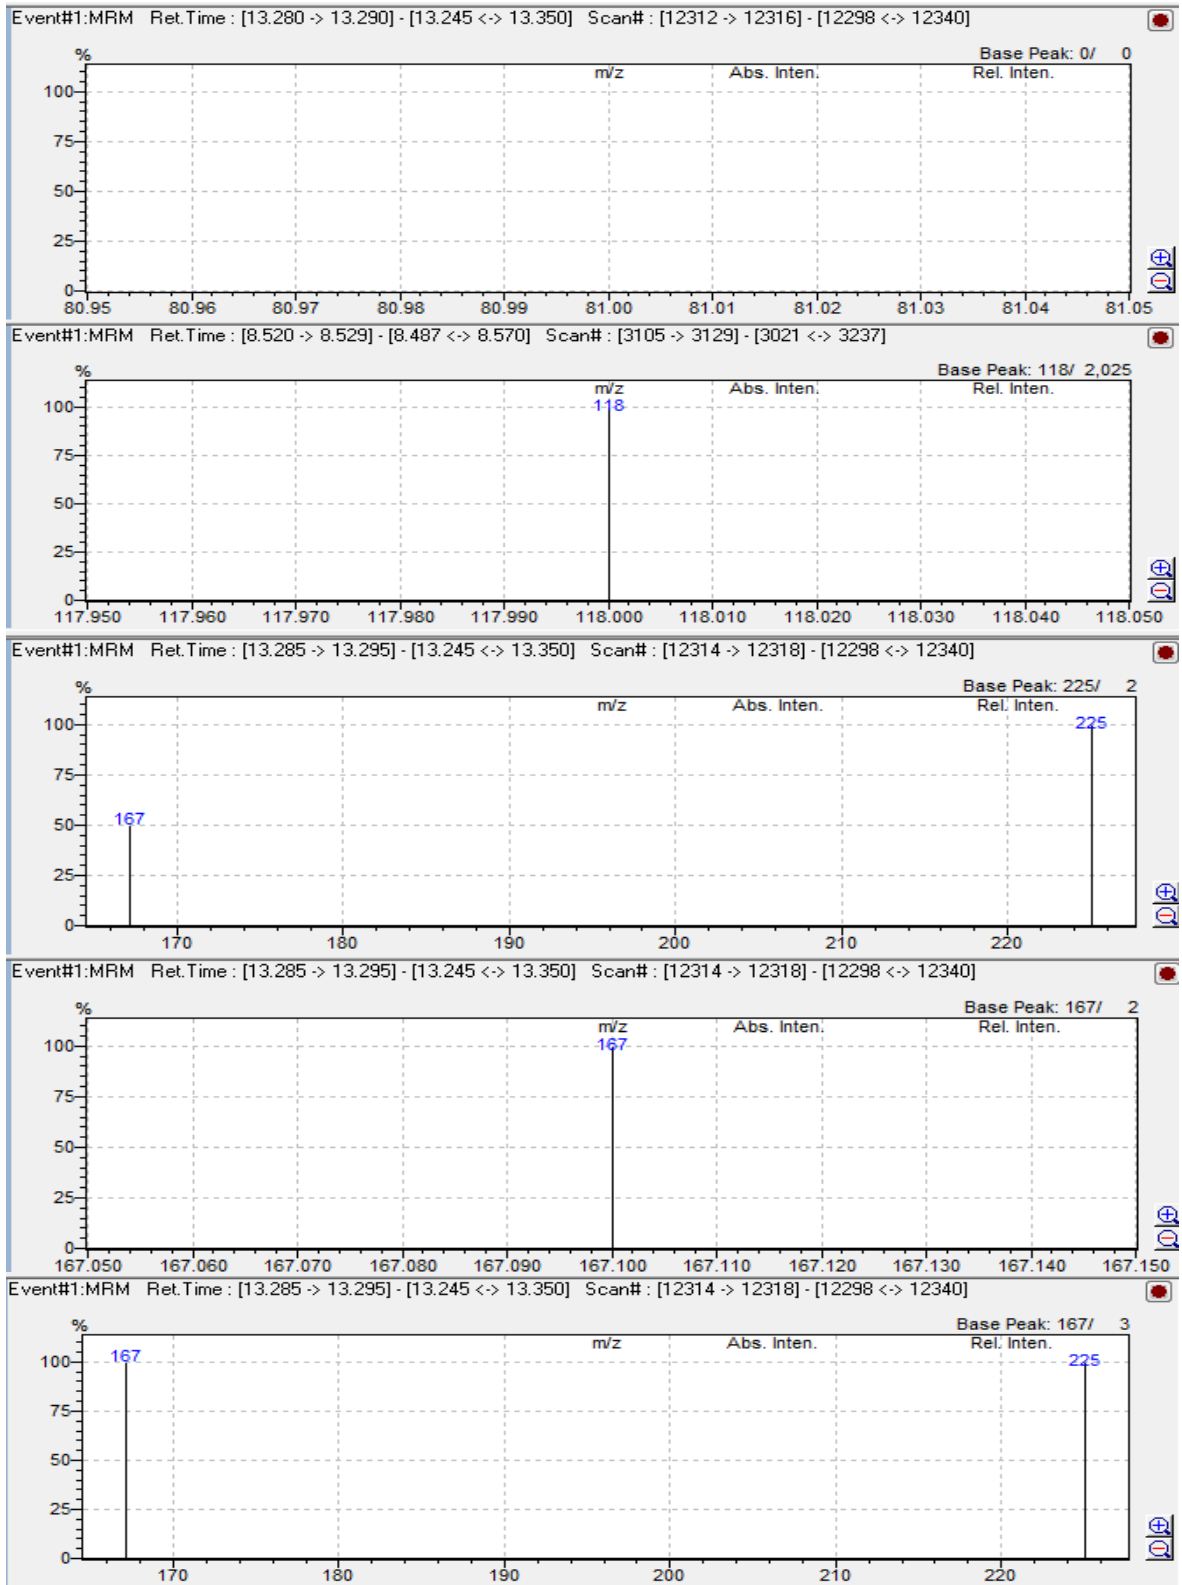 Event#1:MRM Ret.Time : [13.280 -> 13.290] - [13.245 <-> 13.350] Scan# : [12312 -> 12316] - [12298 <-> 12340]
% Base Peak: 0/ 0
m/z Abs. Inten. Rel. Inten.
100
75
50
25
0
80.95 80.96 80.97 80.98 80.99 81.00 81.01 81.02 81.03 81.04 81.05
Event#1:MRM Ret.Time : [8.520 -> 8.529] - [8.487 <-> 8.570] Scan# : [3105 -> 3129] - [3021 <-> 3237]
% Base Peak: 118/ 2,025
m/z Abs. Inten. Rel. Inten.
100 118
75
50
25
0
117.950 117.960 117.970 117.980 117.990 118.000 118.010 118.020 118.030 118.040 118.050
Event#1:MRM Ret.Time : [13.285 -> 13.295] - [13.245 <-> 13.350] Scan# : [12314 -> 12318] - [12298 <-> 12340]
% Base Peak: 225/ 2
m/z Abs. Inten. Rel. Inten.
100 225
75
50 167
25
0
170 180 190 200 210 220
Event#1:MRM Ret.Time : [13.285 -> 13.295] - [13.245 <-> 13.350] Scan# : [12314 -> 12318] - [12298 <-> 12340]
% Base Peak: 167/ 2
m/z Abs. Inten. Rel. Inten.
100 167
75
50
25
0
167.050 167.060 167.070 167.080 167.090 167.100 167.110 167.120 167.130 167.140 167.150
Event#1:MRM Ret.Time : [13.285 -> 13.295] - [13.245 <-> 13.350] Scan# : [12314 -> 12318] - [12298 <-> 12340]
% Base Peak: 167/ 3
m/z Abs. Inten. Rel. Inten.
100 167 225
75
50
25
0
170 180 190 200 210 220